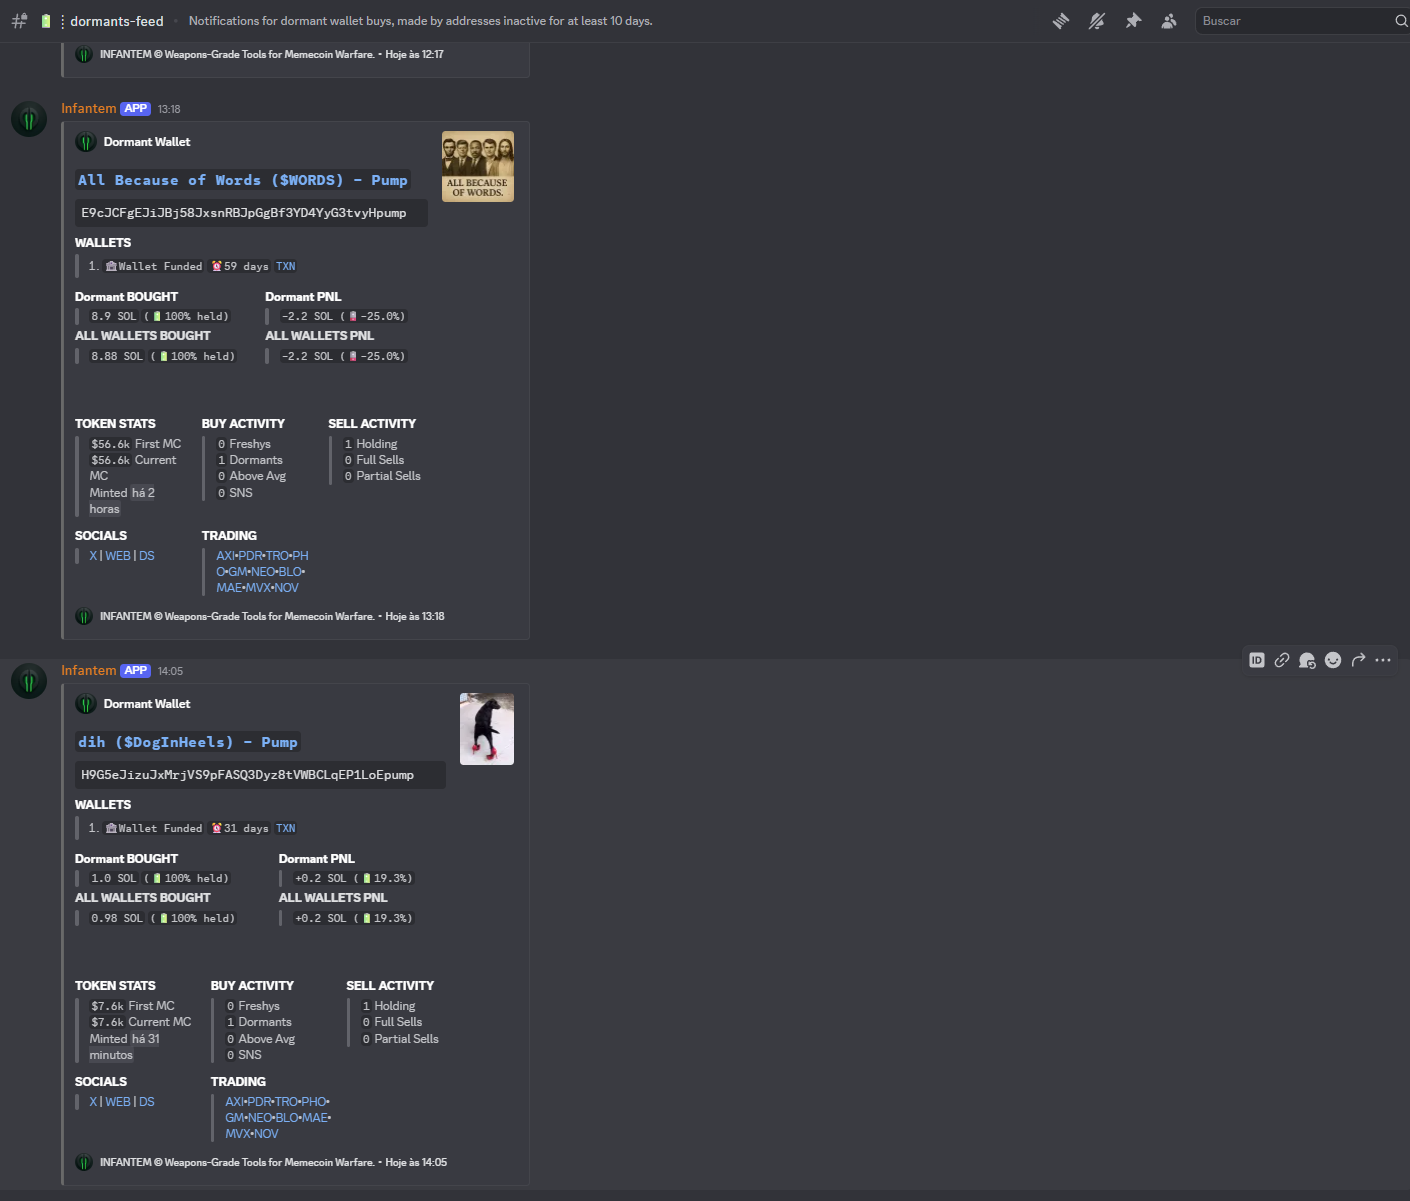 dormants-feed
Notifications for dormant wallet buys, made by addresses inactive for at least 10 days.
Buscar
INFANTEM © Weapons-Grade Tools for Memecoin Warfare. • Hoje às 12:17
Infantem APP 13:18
Dormant Wallet
All Because of Words ($WORDS) - Pump
ALL BECAUSE
OF WORDS.
E9cJCFgEJiJBj58JxsnRBJpGgBf3YD4YyG3tvyHpump
WALLETS
1. Wallet Funded 59 days TXN
Dormant BOUGHT Dormant PNL
8.9 SOL (100% held) -2.2 SOL (-25.0%)
ALL WALLETS BOUGHT ALL WALLETS PNL
8.88 SOL (100% held) -2.2 SOL (-25.0%)
TOKEN STATS BUY ACTIVITY SELL ACTIVITY
$56.6k First MC 0 Freshys 1 Holding
$56.6k Current 1 Dormants 0 Full Sells
MC 0 Above Avg 0 Partial Sells
Minted há 2 0 SNS
horas
SOCIALS TRADING
X | WEB | DS AXI•PDR•TRO•PH
O•GM•NEO•BLO•
MAE•MVX•NOV
INFANTEM © Weapons-Grade Tools for Memecoin Warfare. • Hoje às 13:18
ID
Infantem APP 14:05
Dormant Wallet
dih ($DogInHeels) - Pump
H9G5eJizuJxMrjVS9pFASQ3Dyz8tVWBCLqEP1LoEpump
WALLETS
1. Wallet Funded 31 days TXN
Dormant BOUGHT Dormant PNL
1.0 SOL (100% held) +0.2 SOL (19.3%)
ALL WALLETS BOUGHT ALL WALLETS PNL
0.98 SOL (100% held) +0.2 SOL (19.3%)
TOKEN STATS BUY ACTIVITY SELL ACTIVITY
$7.6k First MC 0 Freshys 1 Holding
$7.6k Current MC 1 Dormants 0 Full Sells
Minted há 31 0 Above Avg 0 Partial Sells
minutos 0 SNS
SOCIALS TRADING
X | WEB | DS AXI•PDR•TRO•PHO•
GM•NEO•BLO•MAE•
MVX•NOV
INFANTEM © Weapons-Grade Tools for Memecoin Warfare. • Hoje às 14:05